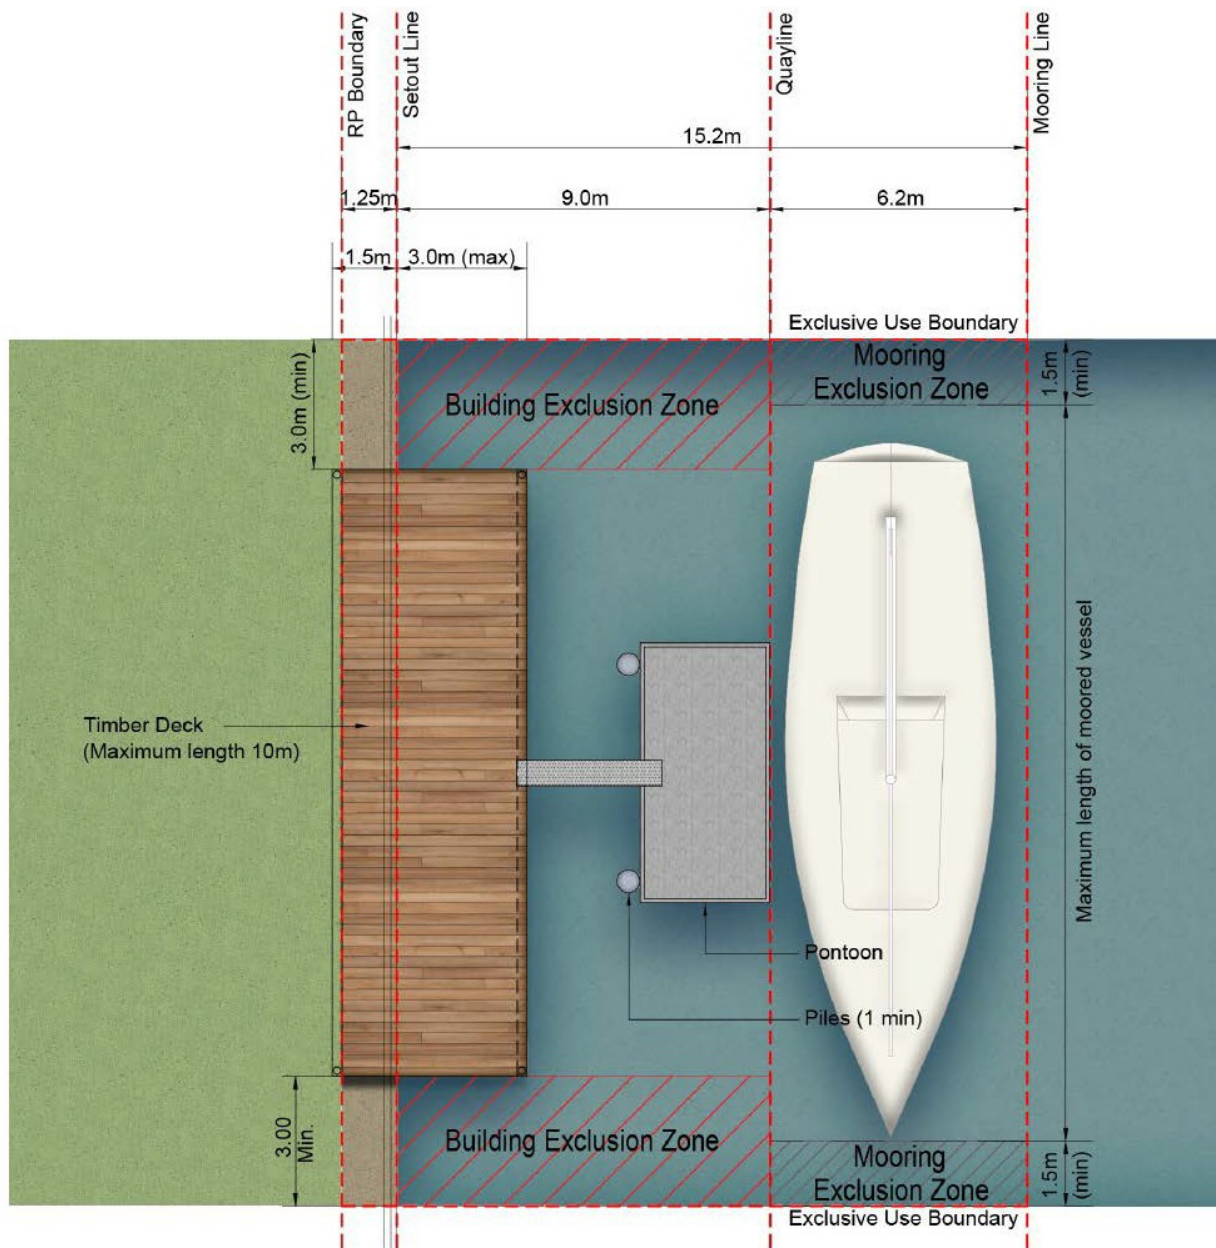 RP Boundary
Setout Line
Quayline
Mooring Line
15.2m
1.25m
9.0m
6.2m
1.5m
3.0m (max)
Exclusive Use Boundary
3.0m (min)
Building Exclusion Zone
Mooring
Exclusion Zone
1.5m
(min)
Timber Deck
(Maximum length 10m)
Maximum length of moored vessel
Pontoon
Piles (1 min)
3.00
Min.
Building Exclusion Zone
Mooring
Exclusion Zone
1.5m
(min)
Exclusive Use Boundary